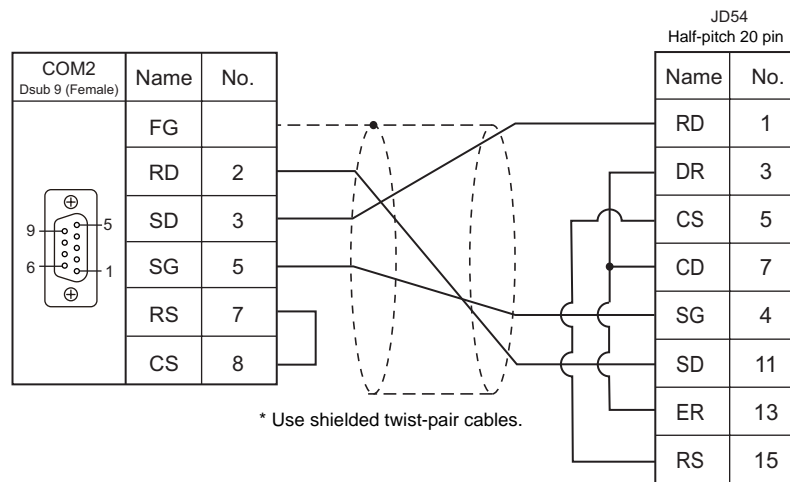 JD54
Half-pitch 20 pin
COM2
Dsub 9 (Female)
Name No.
FG
RD 2
SD 3
SG 5
RS 7
CS 8
9
5
6
1
Name No.
RD 1
DR 3
CS 5
CD 7
SG 4
SD 11
ER 13
RS 15
* Use shielded twist-pair cables.